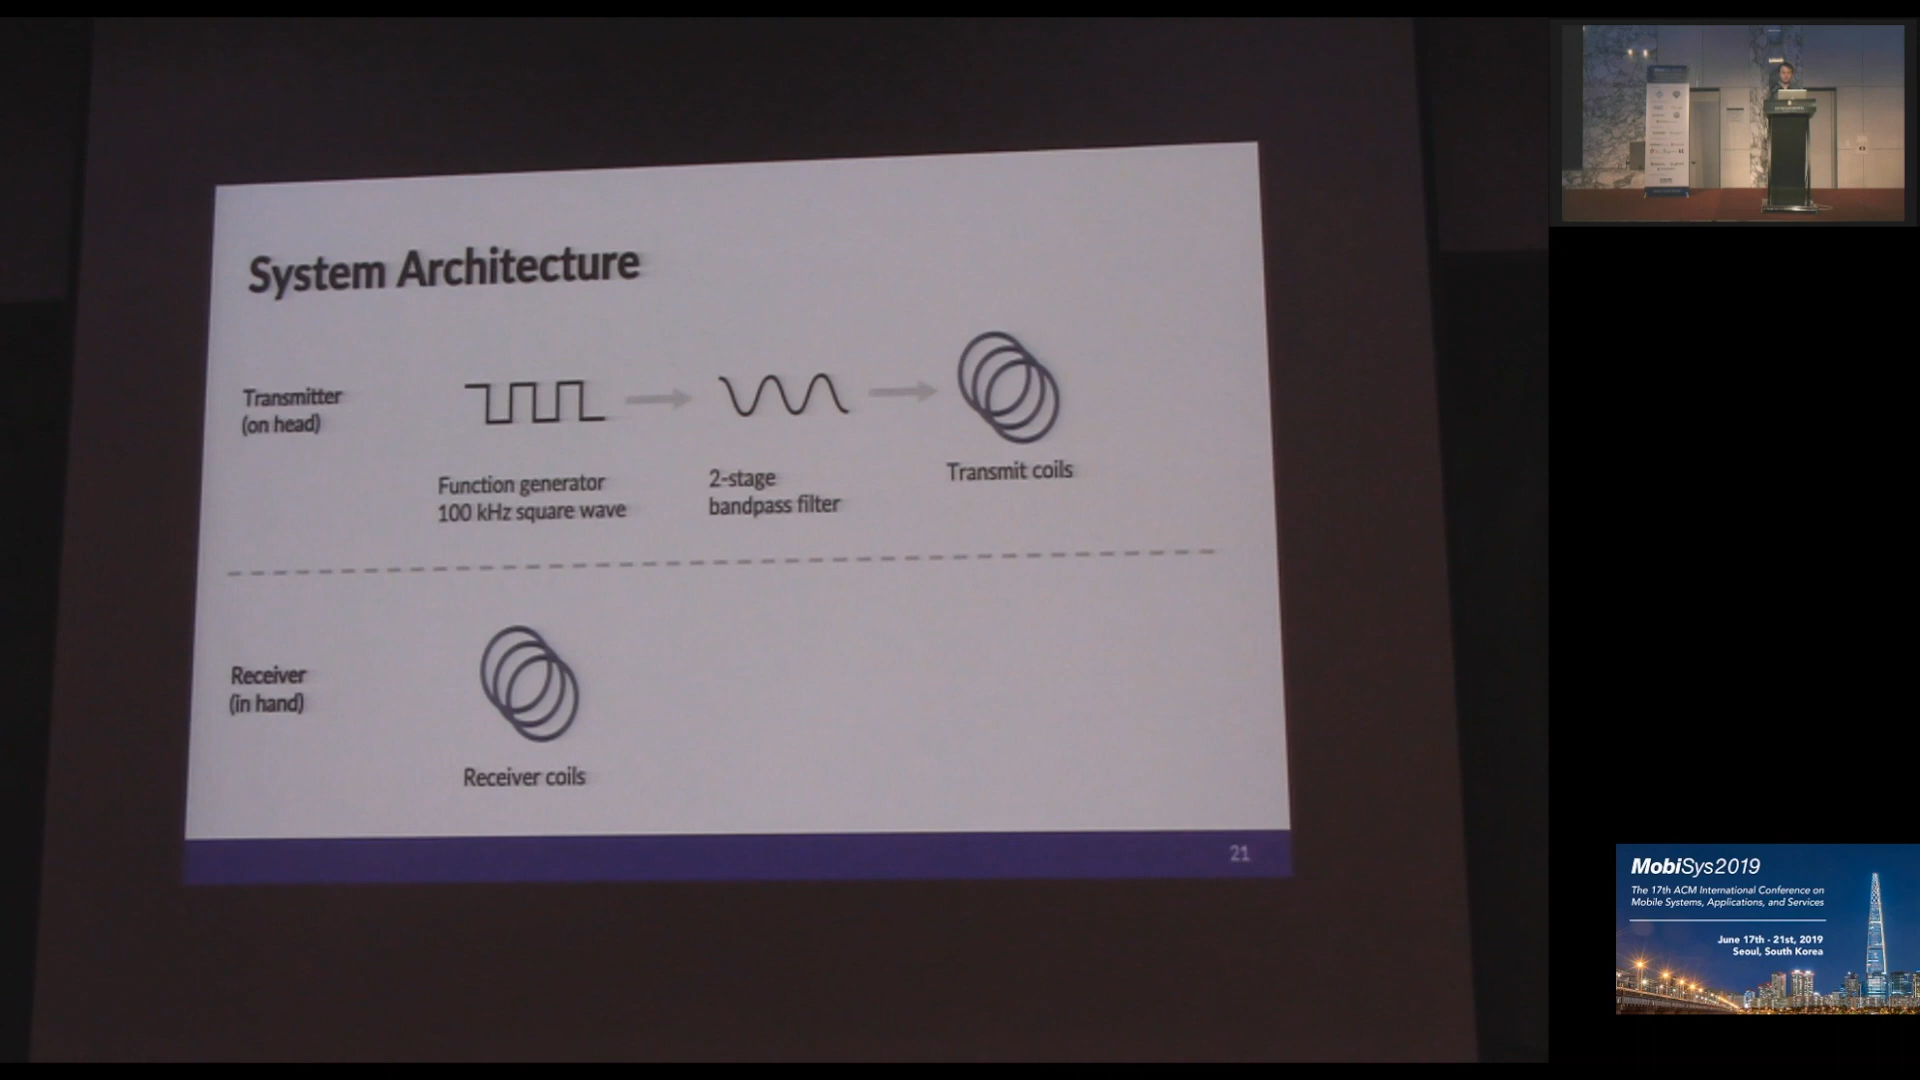 System Architecture
Transmitter
(on head)
Function generator
100 kHz square wave
2-stage
bandpass filter
Transmit coils
Receiver
(in hand)
Receiver coils
21
MobiSys2019
The 17th ACM International Conference on
Mobile Systems, Applications, and Services
June 17th - 21st, 2019
Seoul, South Korea